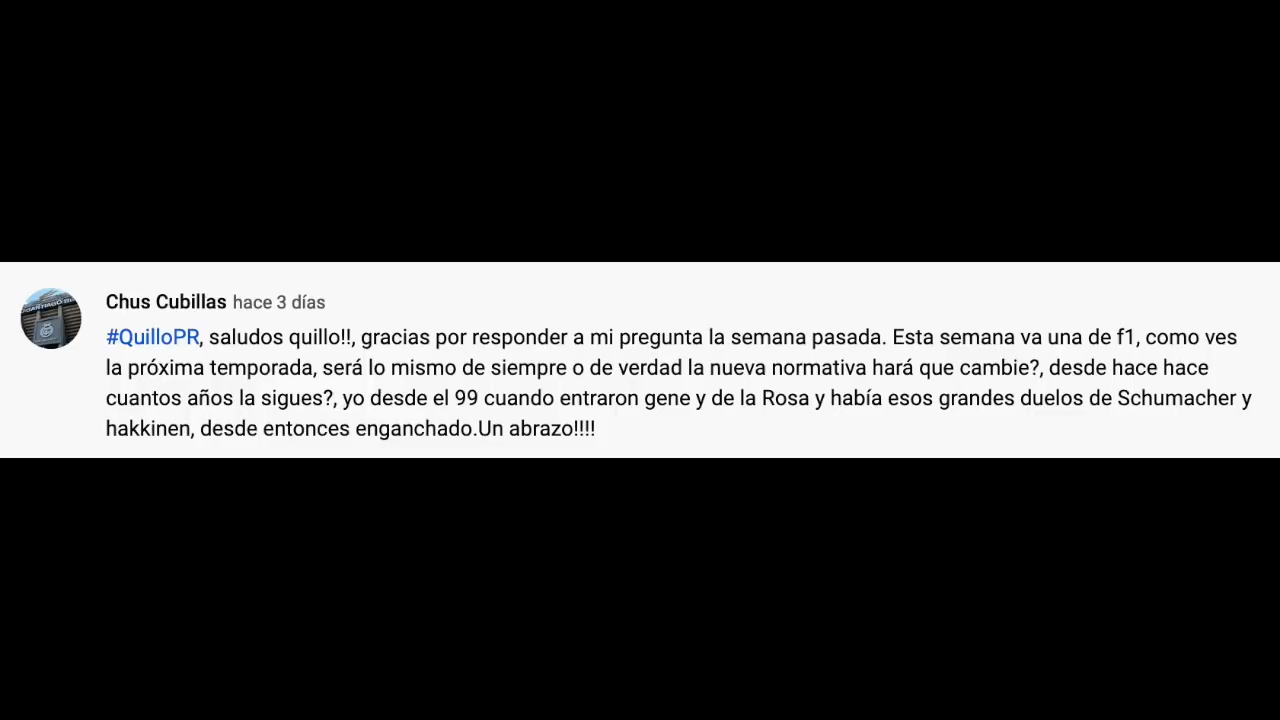 Chus Cubillas hace 3 días
#QuilloPR, saludos quillo!!, gracias por responder a mi pregunta la semana pasada. Esta semana va una de f1, como ves
la próxima temporada, será lo mismo de siempre o de verdad la nueva normativa hará que cambie?, desde hace hace
cuantos años la sigues?, yo desde el 99 cuando entraron gene y de la Rosa y había esos grandes duelos de Schumacher y
hakkinen, desde entonces enganchado.Un abrazo!!!!